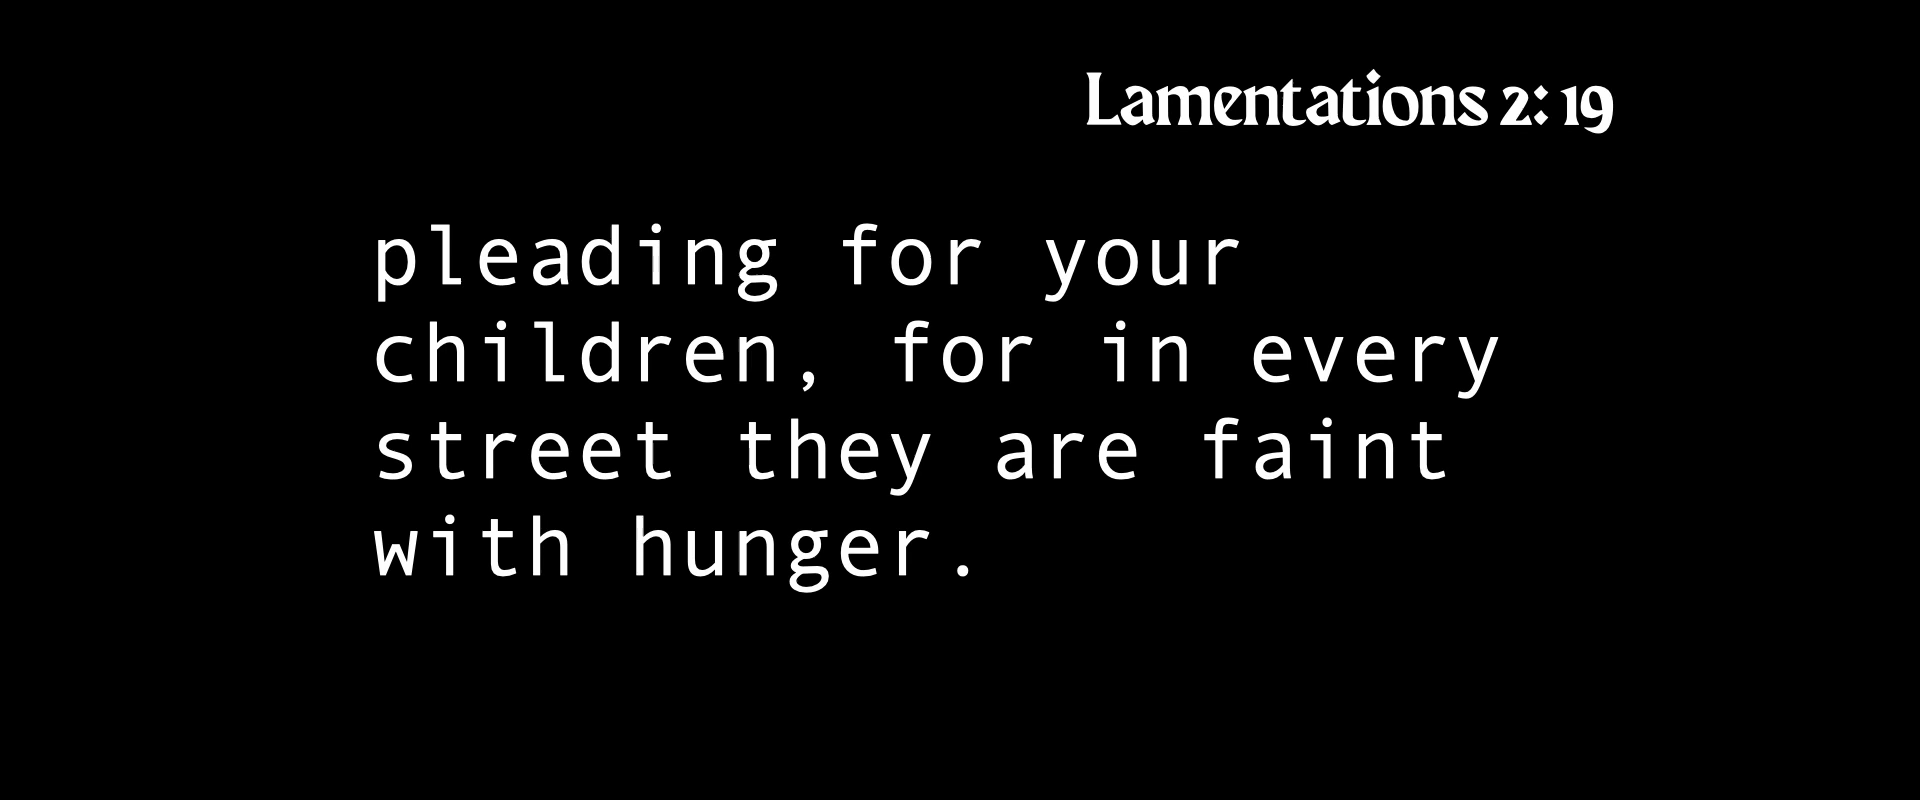 Lamentations 2: 19
pleading for your
children, for in every
street they are faint
with hunger.